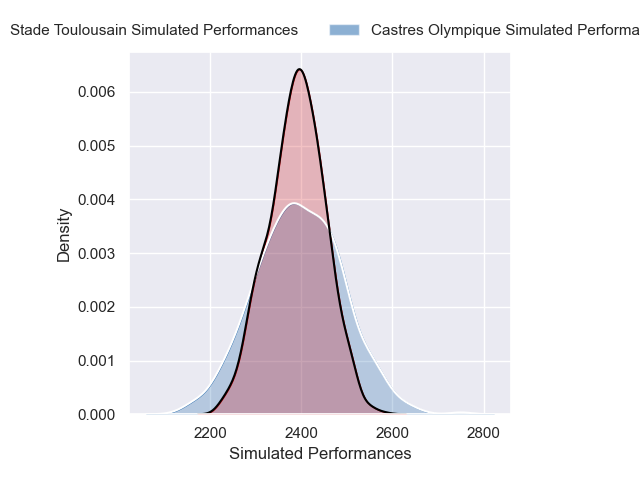 Stade Toulousain Simulated Performances
Castres Olympique Simulated Performa
0.006
0.005
0.004
0.003
0.002
0.001
0.000
Density
2200 2400 2600 2800
Simulated Performances